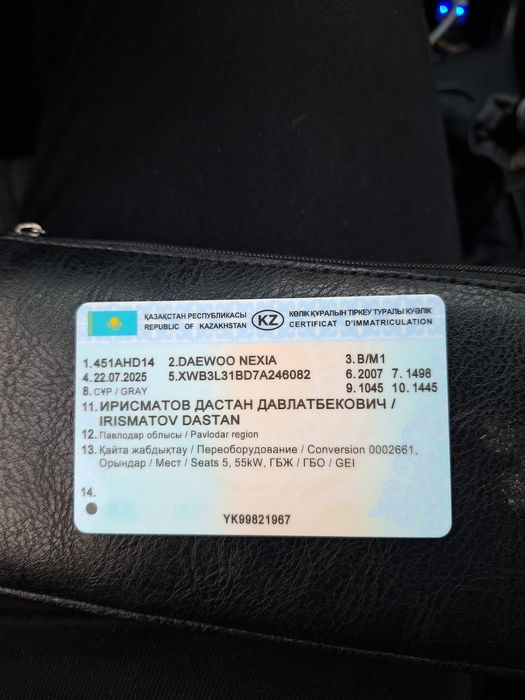 ҚАЗАҚСТАН РЕСПУБЛИКАСЫ
REPUBLIC OF KAZAKHSTAN
KZ
КӨЛІК ҚҰРАЛЫН ТІРКЕУ ТУРАЛЫ КУӘЛІК
CERTIFICAT D'IMMATRICULATION
1.451AHD14 2.DAEWOO NEXIA 3.B/M1
4.22.07.2025 5.XWB3L31BD7A246082 6.2007 7.1498
8.СҰР / GRAY 9.1045 10.1445
11.ИРИСМАТОВ ДАСТАН ДАВЛАТБЕКОВИЧ /
IRISMATOV DASTAN
12.Павлодар облысы / Pavlodar region
13.Қайта жабдықтау / Переоборудование / Conversion 0002661,
Орындар / Мест / Seats 5, 55kW, ГБЖ / ГБО / GEI
14.
YK99821967